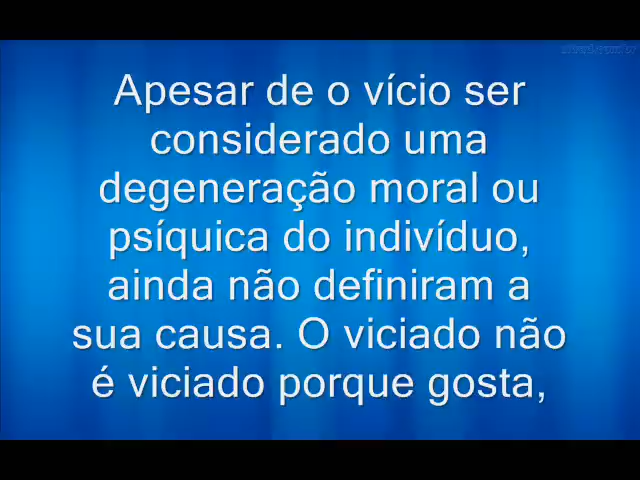 Apesar de o vício ser
considerado uma
degeneração moral ou
psíquica do indivíduo,
ainda não definiram a
sua causa. O viciado não
é viciado porque gosta,